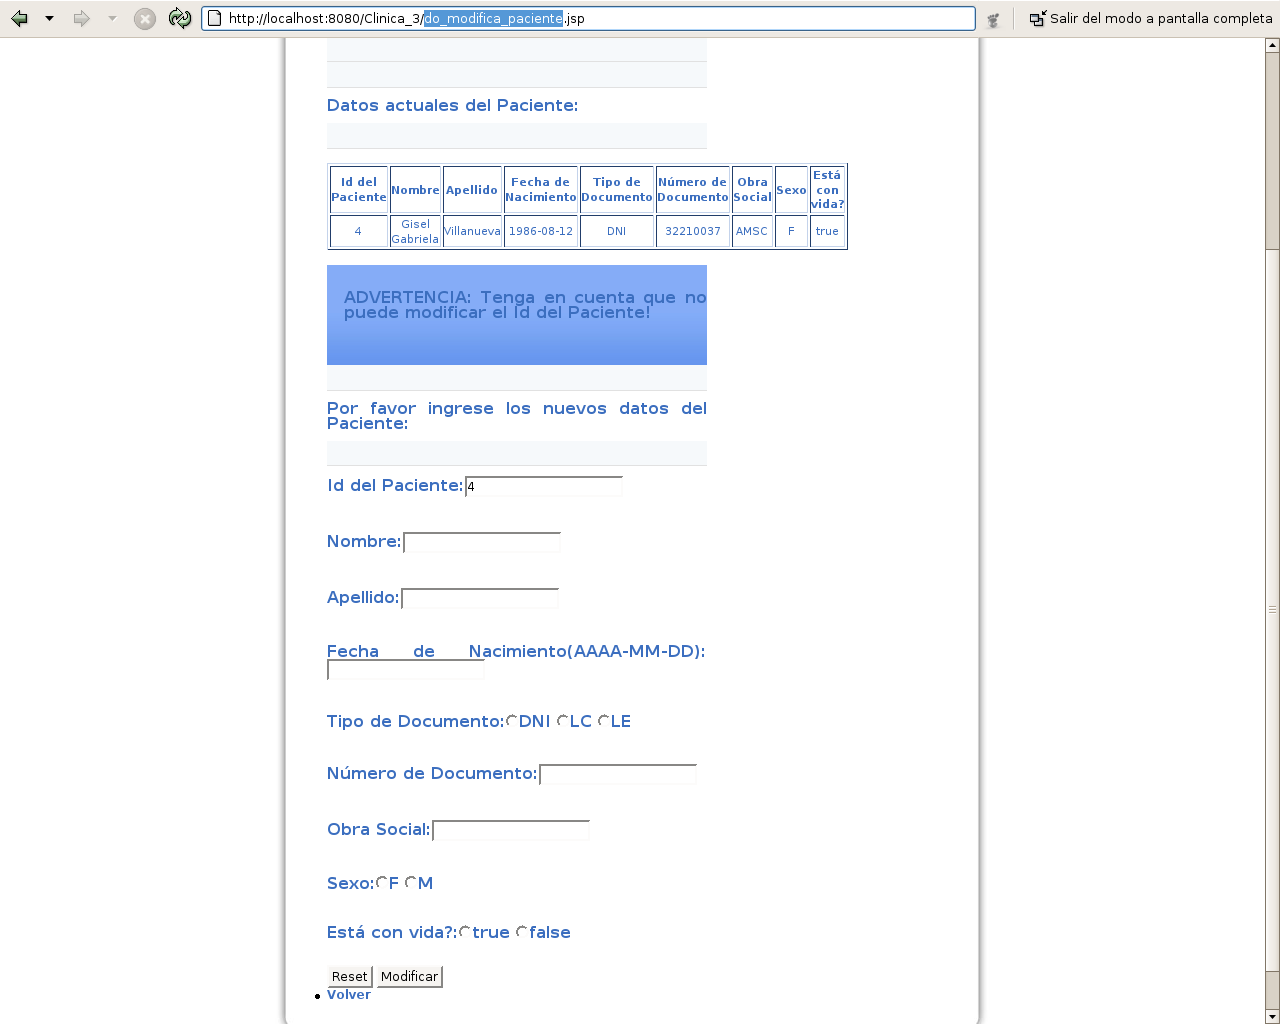 http://localhost:8080/Clinica_3/do_modifica_paciente.jsp
Salir del modo a pantalla completa
Datos actuales del Paciente:
Id del Paciente Nombre Apellido Fecha de Nacimiento Tipo de Documento Número de Documento Obra Social Sexo Está con vida?
4 Gisel Gabriela Villanueva 1986-08-12 DNI 32210037 AMSC F true
ADVERTENCIA: Tenga en cuenta que no
puede modificar el Id del Paciente!
Por favor ingrese los nuevos datos del
Paciente:
Id del Paciente: 4
Nombre:
Apellido:
Fecha de Nacimiento(AAAA-MM-DD):
Tipo de Documento: DNI LC LE
Número de Documento:
Obra Social:
Sexo: F M
Está con vida?: true false
Reset Modificar
Volver